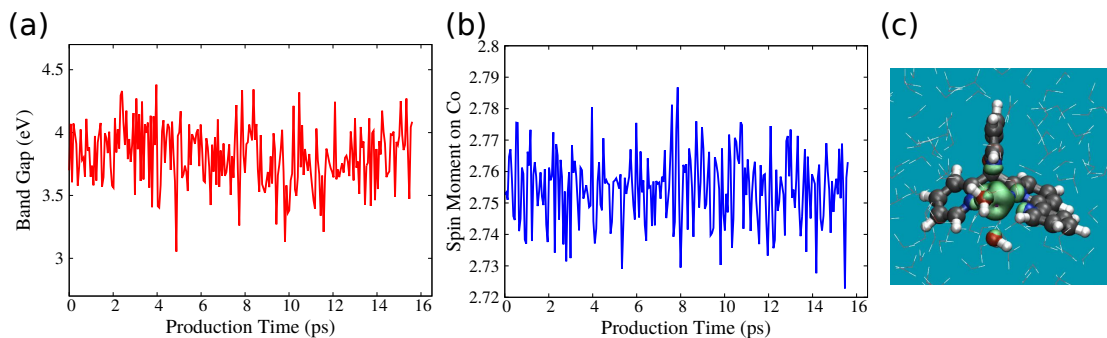 (a)
Band Gap (eV)
4.5
4
3.5
3
0 2 4 6 8 10 12 14 16
Production Time (ps)
(b)
Spin Moment on Co
2.8
2.79
2.78
2.77
2.76
2.75
2.74
2.73
2.72
0 2 4 6 8 10 12 14 16
Production Time (ps)
(c)